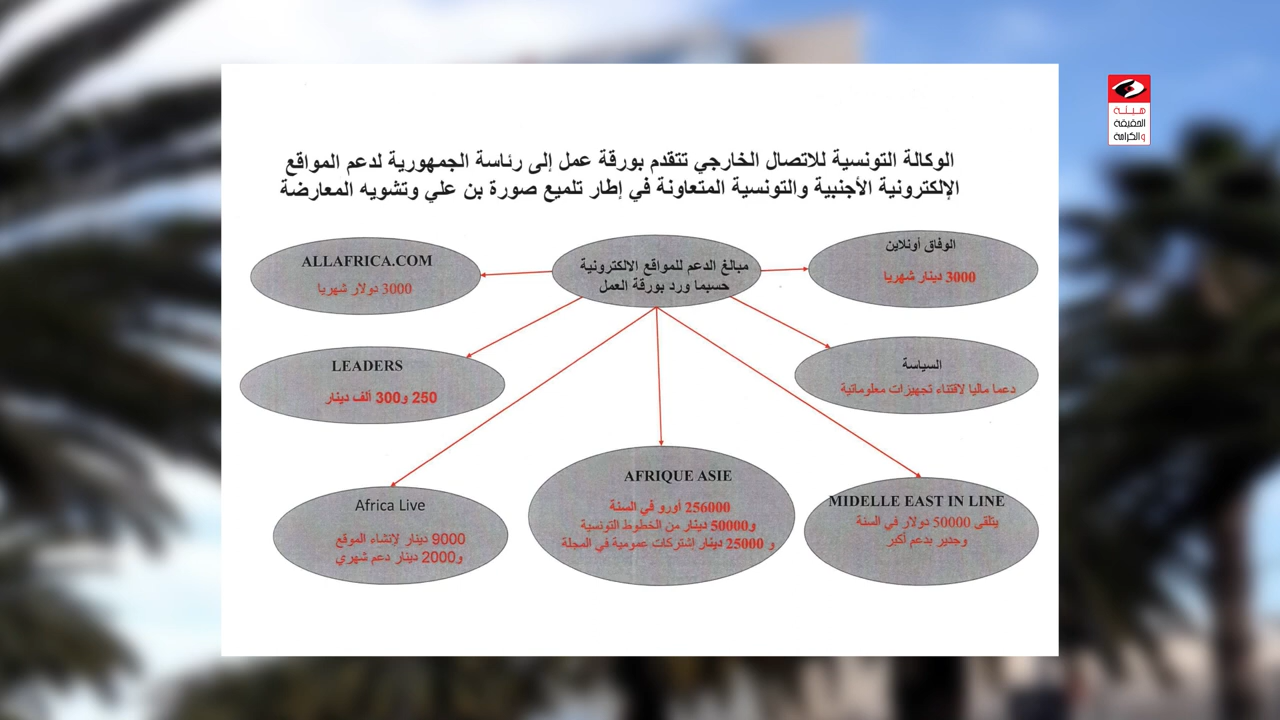 هيئة
الحقيقة
والكرامة
الوكالة التونسية للاتصال الخارجي تتقدم بورقة عمل إلى رئاسة الجمهورية لدعم المواقع
الإلكترونية الأجنبية والتونسية المتعاونة في إطار تلميع صورة بن علي وتشويه المعارضة
مبالغ الدعم للمواقع الالكترونية
حسبما ورد بورقة العمل
الوفاق أونلاين
3000 دينار شهريا
ALLAFRICA.COM
3000 دولار شهريا
السياسة
دعما ماليا لاقتناء تجهيزات معلوماتية
LEADERS
250 و300 ألف دينار
MIDELLE EAST IN LINE
يتلقى 50000 دولار في السنة
وجدير بدعم أكبر
AFRIQUE ASIE
256000 أورو في السنة
و50000 دينار من الخطوط التونسية
و 25000 دينار اشتركات عمومية في المجلة
Africa Live
9000 دينار لإنشاء الموقع
و2000 دينار دعم شهري